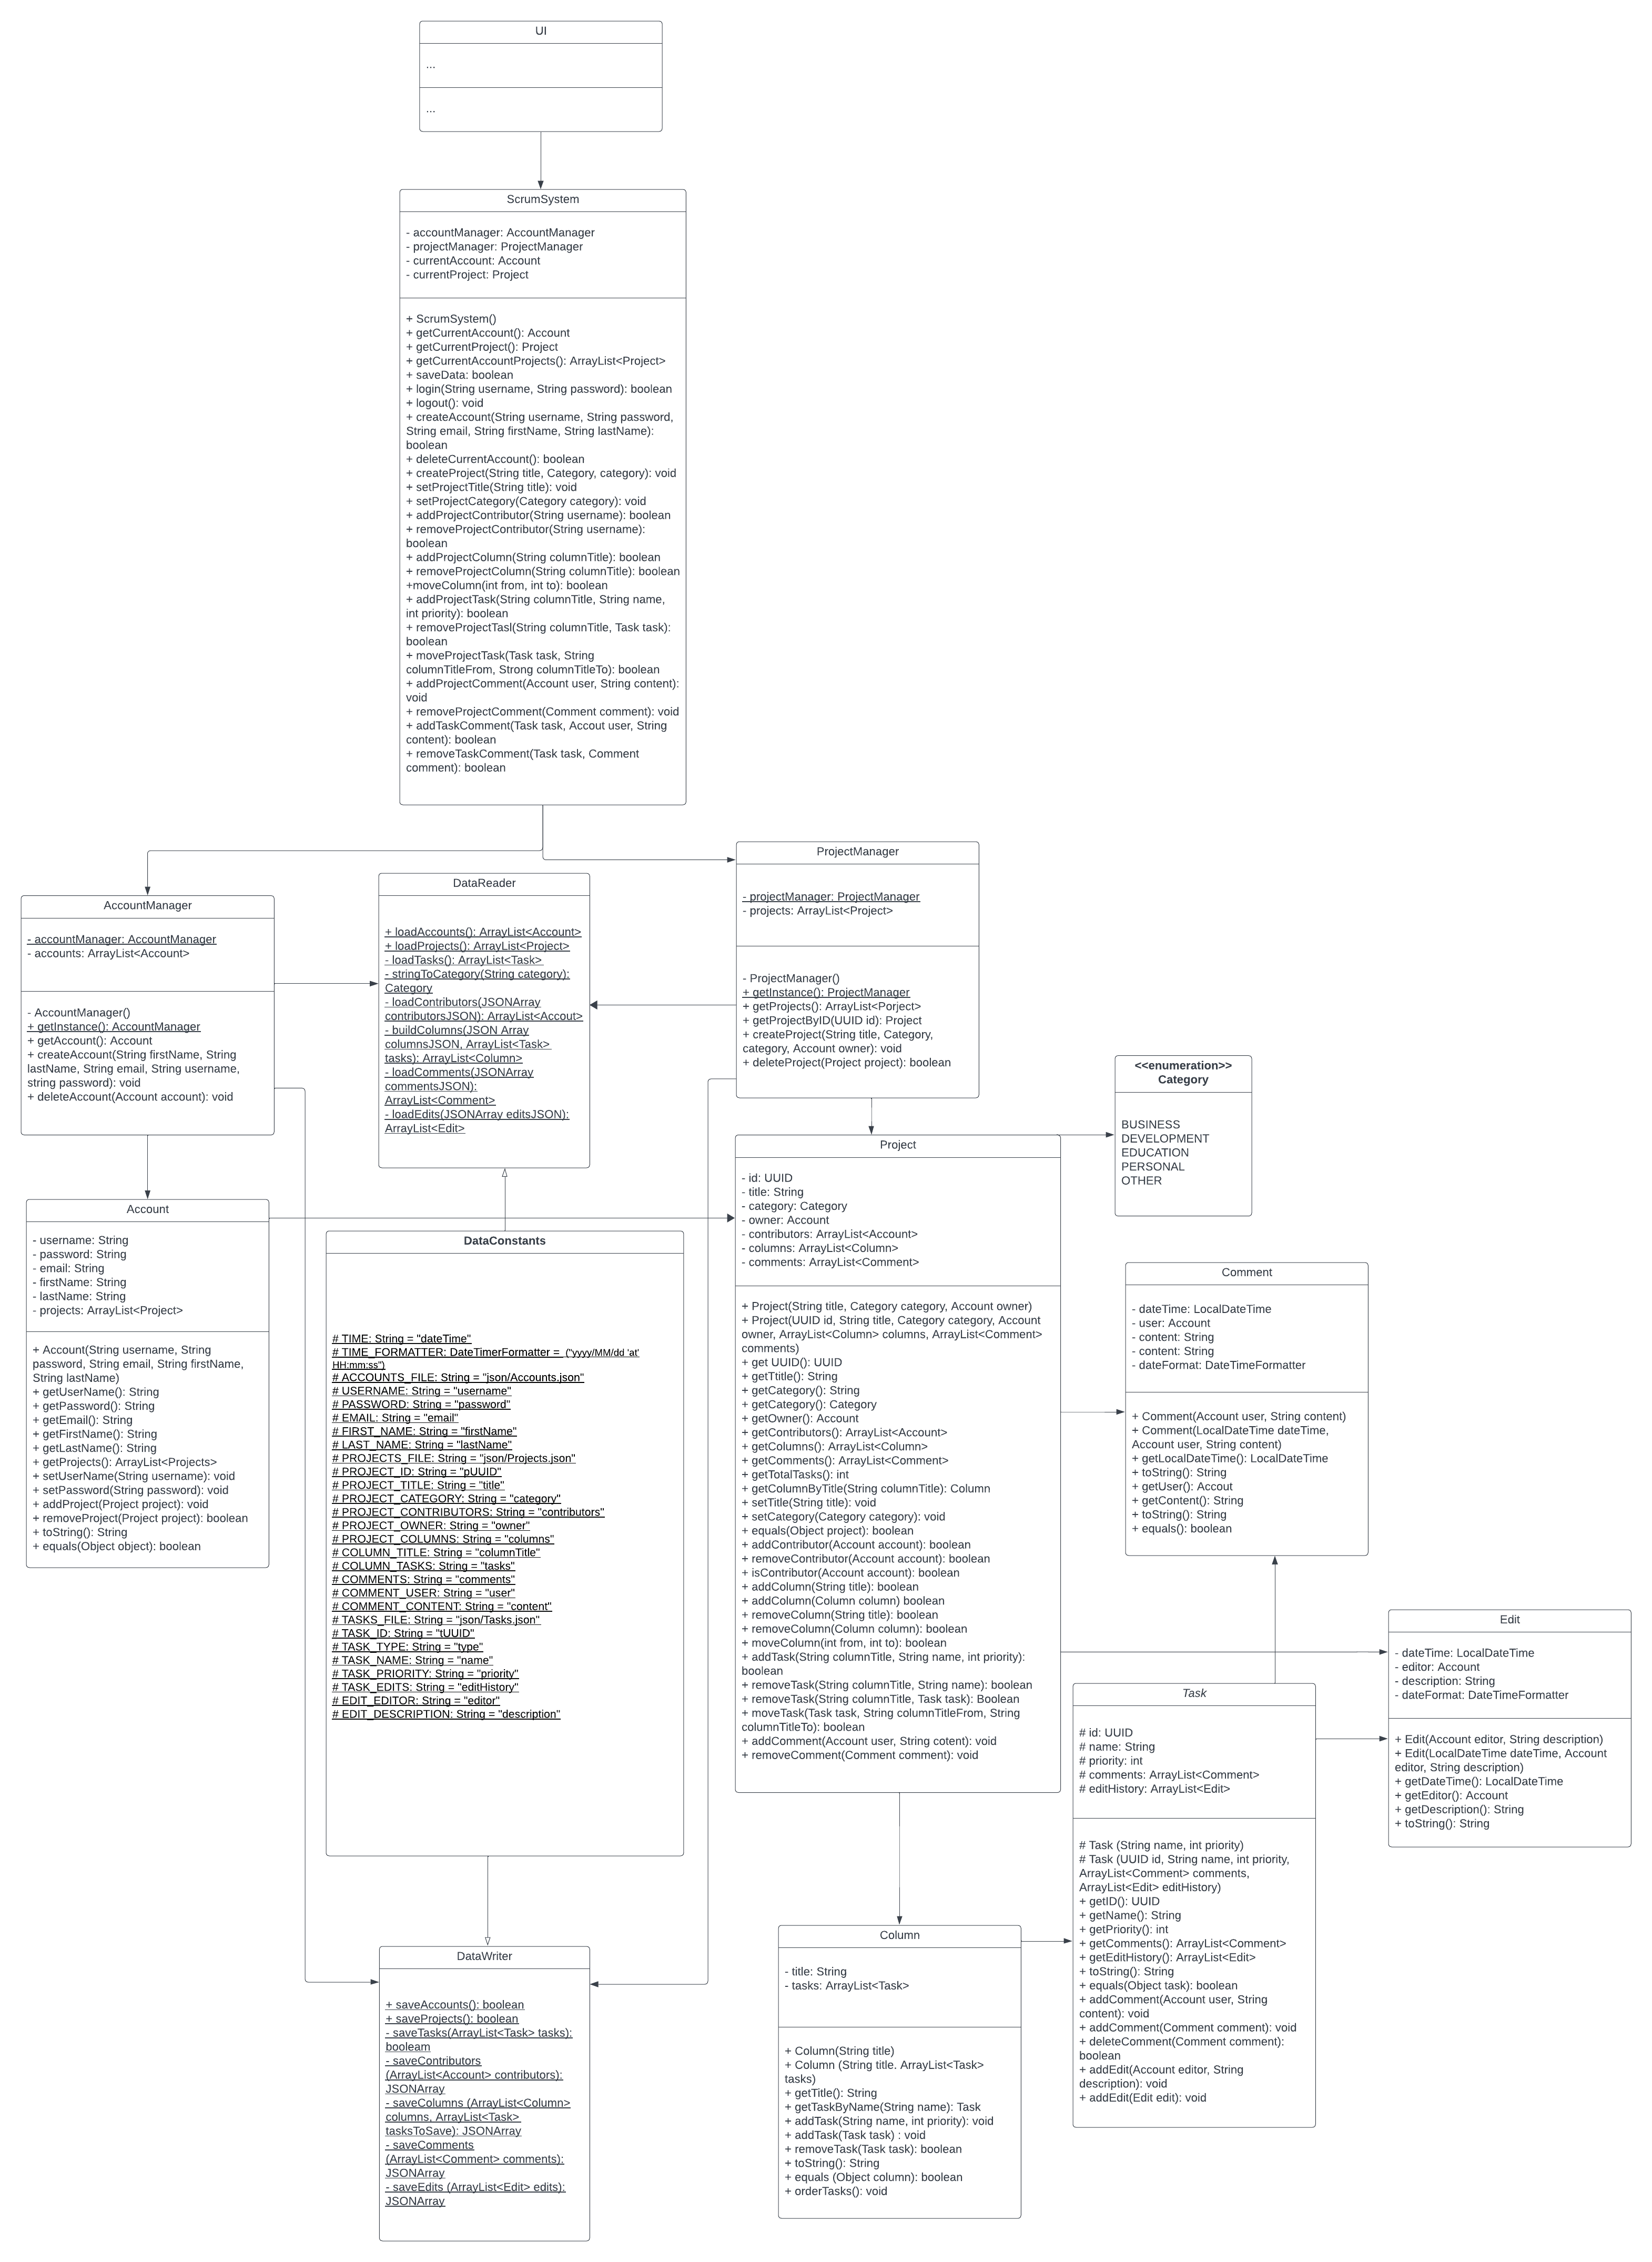 UI
...
...
ScrumSystem
- accountManager: AccountManager
- projectManager: ProjectManager
- currentAccount: Account
- currentProject: Project
+ ScrumSystem()
+ getCurrentAccount(): Account
+ getCurrentProject(): Project
+ getCurrentAccountProjects(): ArrayList<Project>
+ saveData: boolean
+ login(String username, String password): boolean
+ logout(): void
+ createAccount(String username, String password,
String email, String firstName, String lastName):
boolean
+ deleteCurrentAccount(): boolean
+ createProject(String title, Category, category): void
+ setProjectTitle(String title): void
+ setProjectCategory(Category category): void
+ addProjectContributor(String username): boolean
+ removeProjectContributor(String username):
boolean
+ addProjectColumn(String columnTitle): boolean
+ removeProjectColumn(String columnTitle): boolean
+moveColumn(int from, int to): boolean
+ addProjectTask(String columnTitle, String name,
int priority): boolean
+ removeProjectTasl(String columnTitle, Task task):
boolean
+ moveProjectTask(Task task, String
columnTitleFrom, Strong columnTitleTo): boolean
+ addProjectComment(Account user, String content):
void
+ removeProjectComment(Comment comment): void
+ addTaskComment(Task task, Accout user, String
content): boolean
+ removeTaskComment(Task task, Comment
comment): boolean
AccountManager
- accountManager: AccountManager
- accounts: ArrayList<Account>
- AccountManager()
+ getInstance(): AccountManager
+ getAccount(): Account
+ createAccount(String firstName, String
lastName, String email, String username,
string password): void
+ deleteAccount(Account account): void
DataReader
+ loadAccounts(): ArrayList<Account>
+ loadProjects(): ArrayList<Project>
- loadTasks(): ArrayList<Task>
- stringToCategory(String category):
Category
- loadContributors(JSONArray
contributorsJSON): ArrayList<Accout>
- buildColumns(JSON Array
columnsJSON, ArrayList<Task>
tasks): ArrayList<Column>
- loadComments(JSONArray
commentsJSON):
ArrayList<Comment>
- loadEdits(JSONArray editsJSON):
ArrayList<Edit>
ProjectManager
- projectManager: ProjectManager
- projects: ArrayList<Project>
- ProjectManager()
+ getInstance(): ProjectManager
+ getProjects(): ArrayList<Porject>
+ getProjectByID(UUID id): Project
+ createProject(String title, Category,
category, Account owner): void
+ deleteProject(Project project): boolean
<<enumeration>>
Category
BUSINESS
DEVELOPMENT
EDUCATION
PERSONAL
OTHER
Account
- username: String
- password: String
- email: String
- firstName: String
- lastName: String
- projects: ArrayList<Project>
+ Account(String username, String
password, String email, String firstName,
String lastName)
+ getUserName(): String
+ getPassword(): String
+ getEmail(): String
+ getFirstName(): String
+ getLastName(): String
+ getProjects(): ArrayList<Projects>
+ setUserName(String username): void
+ setPassword(String password): void
+ addProject(Project project): void
+ removeProject(Project project): boolean
+ toString(): String
+ equals(Object object): boolean
DataConstants
# TIME: String = "dateTime"
# TIME_FORMATTER: DateTimerFormatter = ("yyyy/MM/dd 'at'
HH:mm:ss")
# ACCOUNTS_FILE: String = "json/Accounts.json"
# USERNAME: String = "username"
# PASSWORD: String = "password"
# EMAIL: String = "email"
# FIRST_NAME: String = "firstName"
# LAST_NAME: String = "lastName"
# PROJECTS_FILE: String = "json/Projects.json"
# PROJECT_ID: String = "pUUID"
# PROJECT_TITLE: String = "title"
# PROJECT_CATEGORY: String = "category"
# PROJECT_CONTRIBUTORS: String = "contributors"
# PROJECT_OWNER: String = "owner"
# PROJECT_COLUMNS: String = "columns"
# COLUMN_TITLE: String = "columnTitle"
# COLUMN_TASKS: String = "tasks"
# COMMENTS: String = "comments"
# COMMENT_USER: String = "user"
# COMMENT_CONTENT: String = "content"
# TASKS_FILE: String = "json/Tasks.json"
# TASK_ID: String = "tUUID"
# TASK_TYPE: String = "type"
# TASK_NAME: String = "name"
# TASK_PRIORITY: String = "priority"
# TASK_EDITS: String = "editHistory"
# EDIT_EDITOR: String = "editor"
# EDIT_DESCRIPTION: String = "description"
Project
- id: UUID
- title: String
- category: Category
- owner: Account
- contributors: ArrayList<Account>
- columns: ArrayList<Column>
- comments: ArrayList<Comment>
+ Project(String title, Category category, Account owner)
+ Project(UUID id, String title, Category category, Account
owner, ArrayList<Column> columns, ArrayList<Comment>
comments)
+ get UUID(): UUID
+ getTtitle(): String
+ getCategory(): String
+ getCategory(): Category
+ getOwner(): Account
+ getContributors(): ArrayList<Account>
+ getColumns(): ArrayList<Column>
+ getComments(): ArrayList<Comment>
+ getTotalTasks(): int
+ getColumnByTitle(String columnTitle): Column
+ setTitle(String title): void
+ setCategory(Category category): void
+ equals(Object project): boolean
+ addContributor(Account account): boolean
+ removeContributor(Account account): boolean
+ isContributor(Account account): boolean
+ addColumn(String title): boolean
+ addColumn(Column column) boolean
+ removeColumn(String title): boolean
+ removeColumn(Column column): boolean
+ moveColumn(int from, int to): boolean
+ addTask(String columnTitle, String name, int priority):
boolean
+ removeTask(String columnTitle, String name): boolean
+ removeTask(String columnTitle, Task task): Boolean
+ moveTask(Task task, String columnTitleFrom, String
columnTitleTo): boolean
+ addComment(Account user, String cotent): void
+ removeComment(Comment comment): void
Comment
- dateTime: LocalDateTime
- user: Account
- content: String
- content: String
- dateFormat: DateTimeFormatter
+ Comment(Account user, String content)
+ Comment(LocalDateTime dateTime,
Account user, String content)
+ getLocalDateTime(): LocalDateTime
+ toString(): String
+ getUser(): Accout
+ getContent(): String
+ toString(): String
+ equals(): boolean
Edit
- dateTime: LocalDateTime
- editor: Account
- description: String
- dateFormat: DateTimeFormatter
+ Edit(Account editor, String description)
+ Edit(LocalDateTime dateTime, Account
editor, String description)
+ getDateTime(): LocalDateTime
+ getEditor(): Account
+ getDescription(): String
+ toString(): String
Task
# id: UUID
# name: String
# priority: int
# comments: ArrayList<Comment>
# editHistory: ArrayList<Edit>
# Task (String name, int priority)
# Task (UUID id, String name, int priority,
ArrayList<Comment> comments,
ArrayList<Edit> editHistory)
+ getID(): UUID
+ getName(): String
+ getPriority(): int
+ getComments(): ArrayList<Comment>
+ getEditHistory(): ArrayList<Edit>
+ toString(): String
+ equals(Object task): boolean
+ addComment(Account user, String
content): void
+ addComment(Comment comment): void
+ deleteComment(Comment comment):
boolean
+ addEdit(Account editor, String
description): void
+ addEdit(Edit edit): void
Column
- title: String
- tasks: ArrayList<Task>
+ Column(String title)
+ Column (String title. ArrayList<Task>
tasks)
+ getTitle(): String
+ getTaskByName(String name): Task
+ addTask(String name, int priority): void
+ addTask(Task task) : void
+ removeTask(Task task): boolean
+ toString(): String
+ equals (Object column): boolean
+ orderTasks(): void
DataWriter
+ saveAccounts(): boolean
+ saveProjects(): boolean
- saveTasks(ArrayList<Task> tasks):
booleam
- saveContributors
(ArrayList<Account> contributors):
JSONArray
- saveColumns (ArrayList<Column>
columns, ArrayList<Task>
tasksToSave): JSONArray
- saveComments
(ArrayList<Comment> comments):
JSONArray
- saveEdits (ArrayList<Edit> edits):
JSONArray